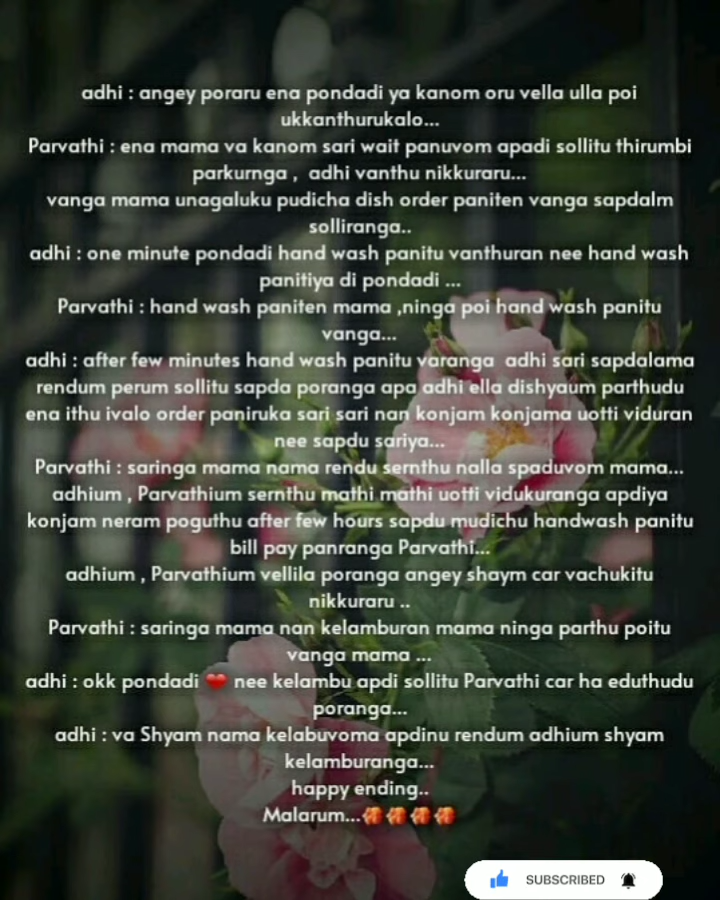 adhi : angey poraru ena pondadi ya kanom oru vella ulla poi
ukkanthurukalo...
Parvathi : ena mama va kanom sari wait panuvom apadi sollitu thirumbi
parkurnga , adhi vanthu nikkuraru...
vanga mama unagaluku pudicha dish order paniten vanga sapdalm
solliranga..
adhi : one minute pondadi hand wash panitu vanthuran nee hand wash
panitiya di pondadi ...
Parvathi : hand wash paniten mama ,ninga poi hand wash panitu
vanga...
adhi : after few minutes hand wash panitu varanga adhi sari sapdalama
rendum perum sollitu sapda poranga apa adhi ella dishyaum parthudu
ena ithu ivalo order paniruka sari sari nan konjam konjama uotti viduran
nee sapdu sariya...
Parvathi : saringa mama nama rendu sernthu nalla spaduvom mama...
adhium , Parvathium sernthu mathi mathi uotti vidukuranga apdiya
konjam neram poguthu after few hours sapdu mudichu handwash panitu
bill pay panranga Parvathi...
adhium , Parvathium vellila poranga angey shaym car vachukitu
nikkuraru ..
Parvathi : saringa mama nan kelamburan mama ninga parthu poitu
vanga mama ...
adhi : okk pondadi ❤️ nee kelambu apdi sollitu Parvathi car ha eduthudu
poranga...
adhi : va Shyam nama kelabuvoma apdinu rendum adhium shyam
kelamburanga...
happy ending..
Malarum...
SUBSCRIBED